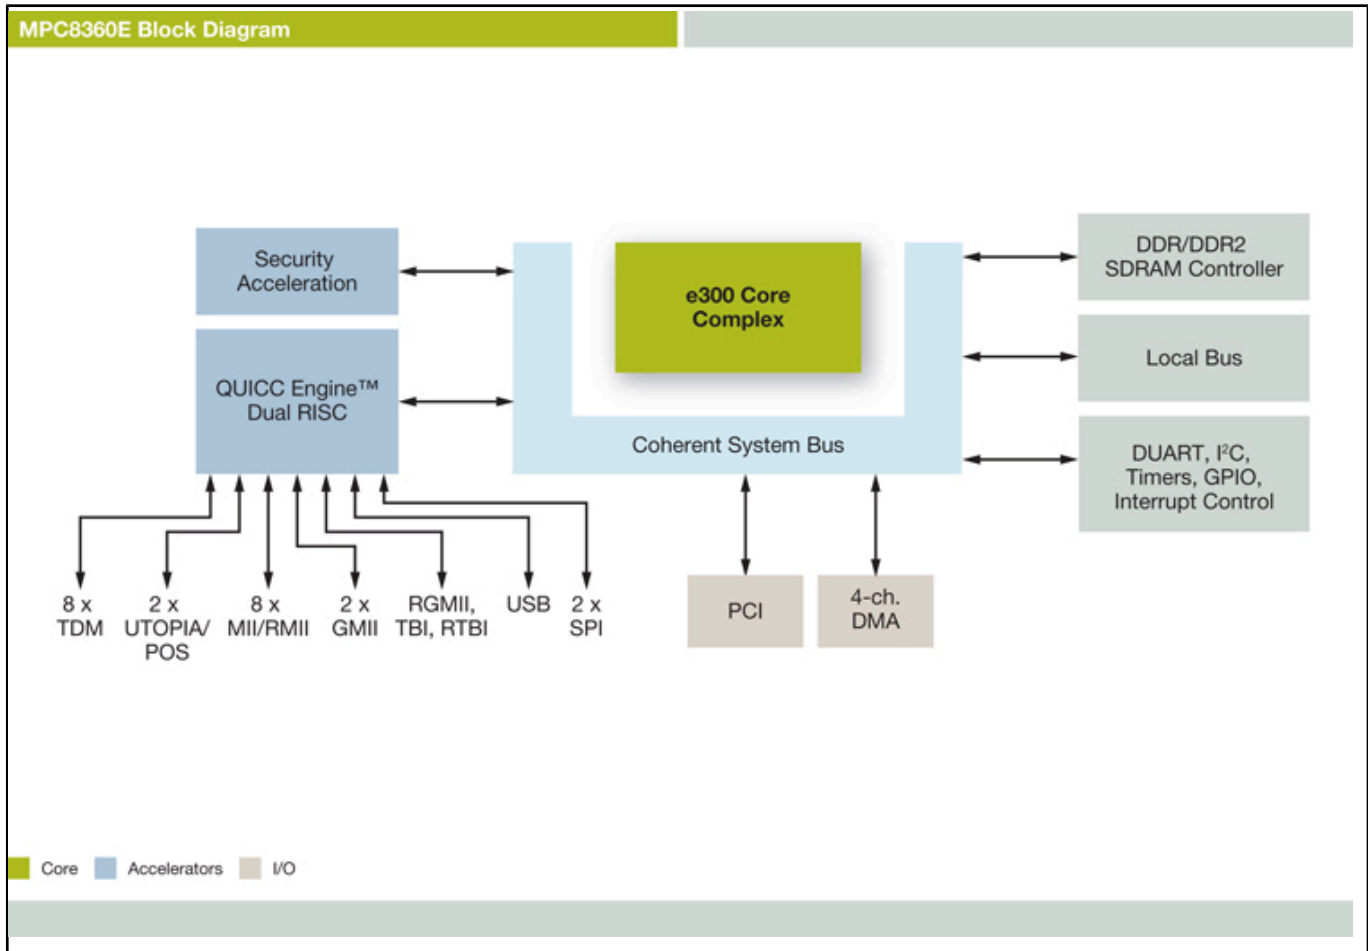 MPC8360E Block Diagram
Security
Acceleration
QUICC Engine™
Dual RISC
e300 Core
Complex
Coherent System Bus
DDR/DDR2
SDRAM Controller
Local Bus
DUART, I²C,
Timers, GPIO,
Interrupt Control
PCI
4-ch.
DMA
8 x
TDM
2 x
UTOPIA/
POS
8 x
MII/RMII
2 x
GMII
RGMII,
TBI, RTBI
USB
2 x
SPI
Core
Accelerators
I/O